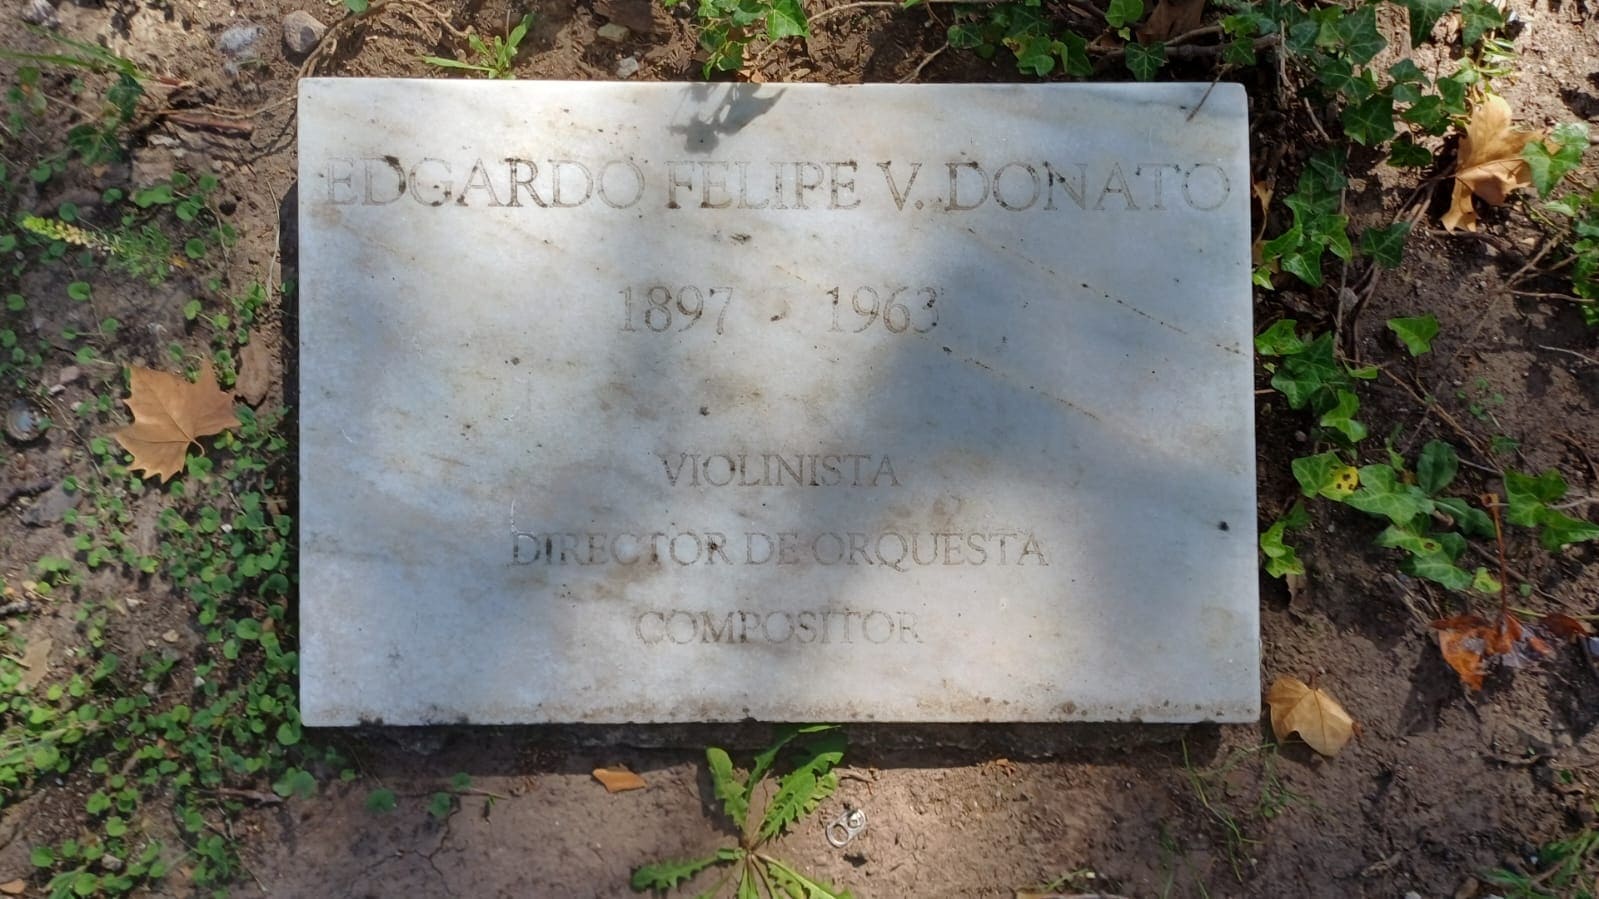 EDGARDO FELIPE V. DONATO
1897 - 1963
VIOLINISTA
DIRECTOR DE ORQUESTA
COMPOSITOR